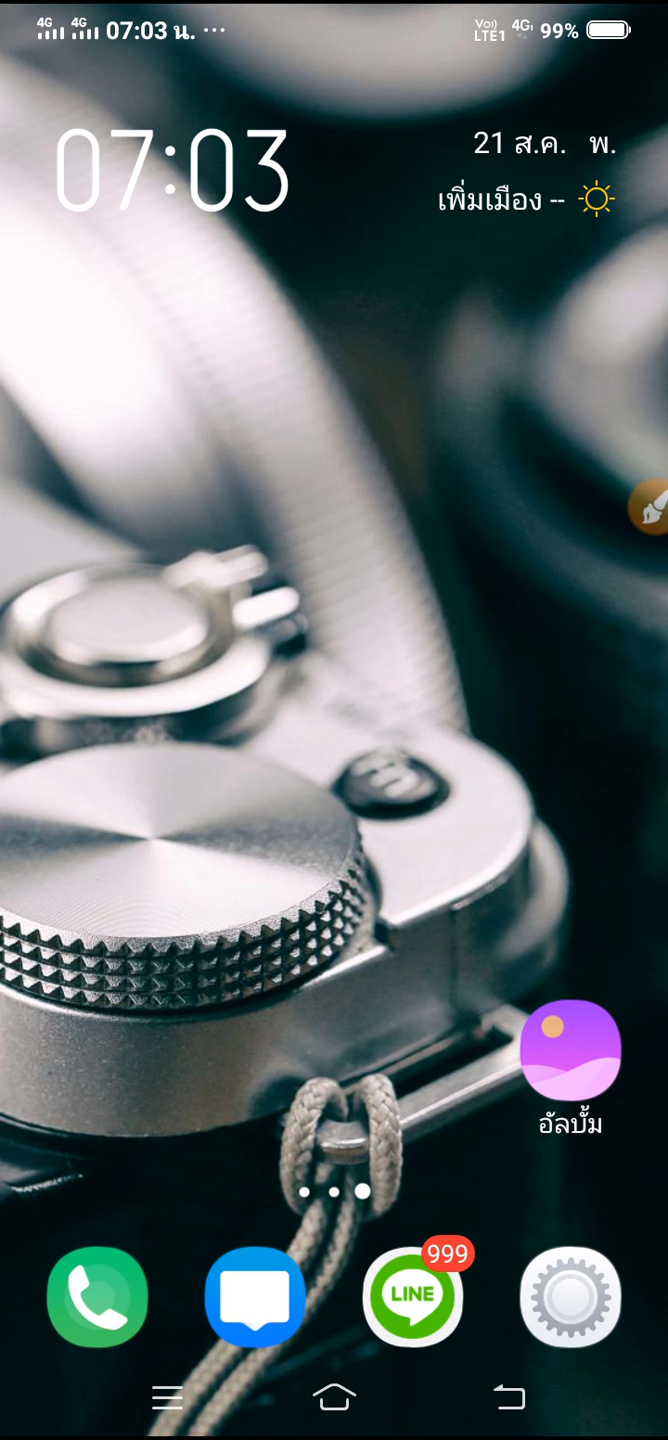 4G 4G 07:03 น. ... Vo)) LTE1 4G 99%
07:03
21 ส.ค. พ.
เพิ่มเมือง --
อัลบั้ม
999
LINE